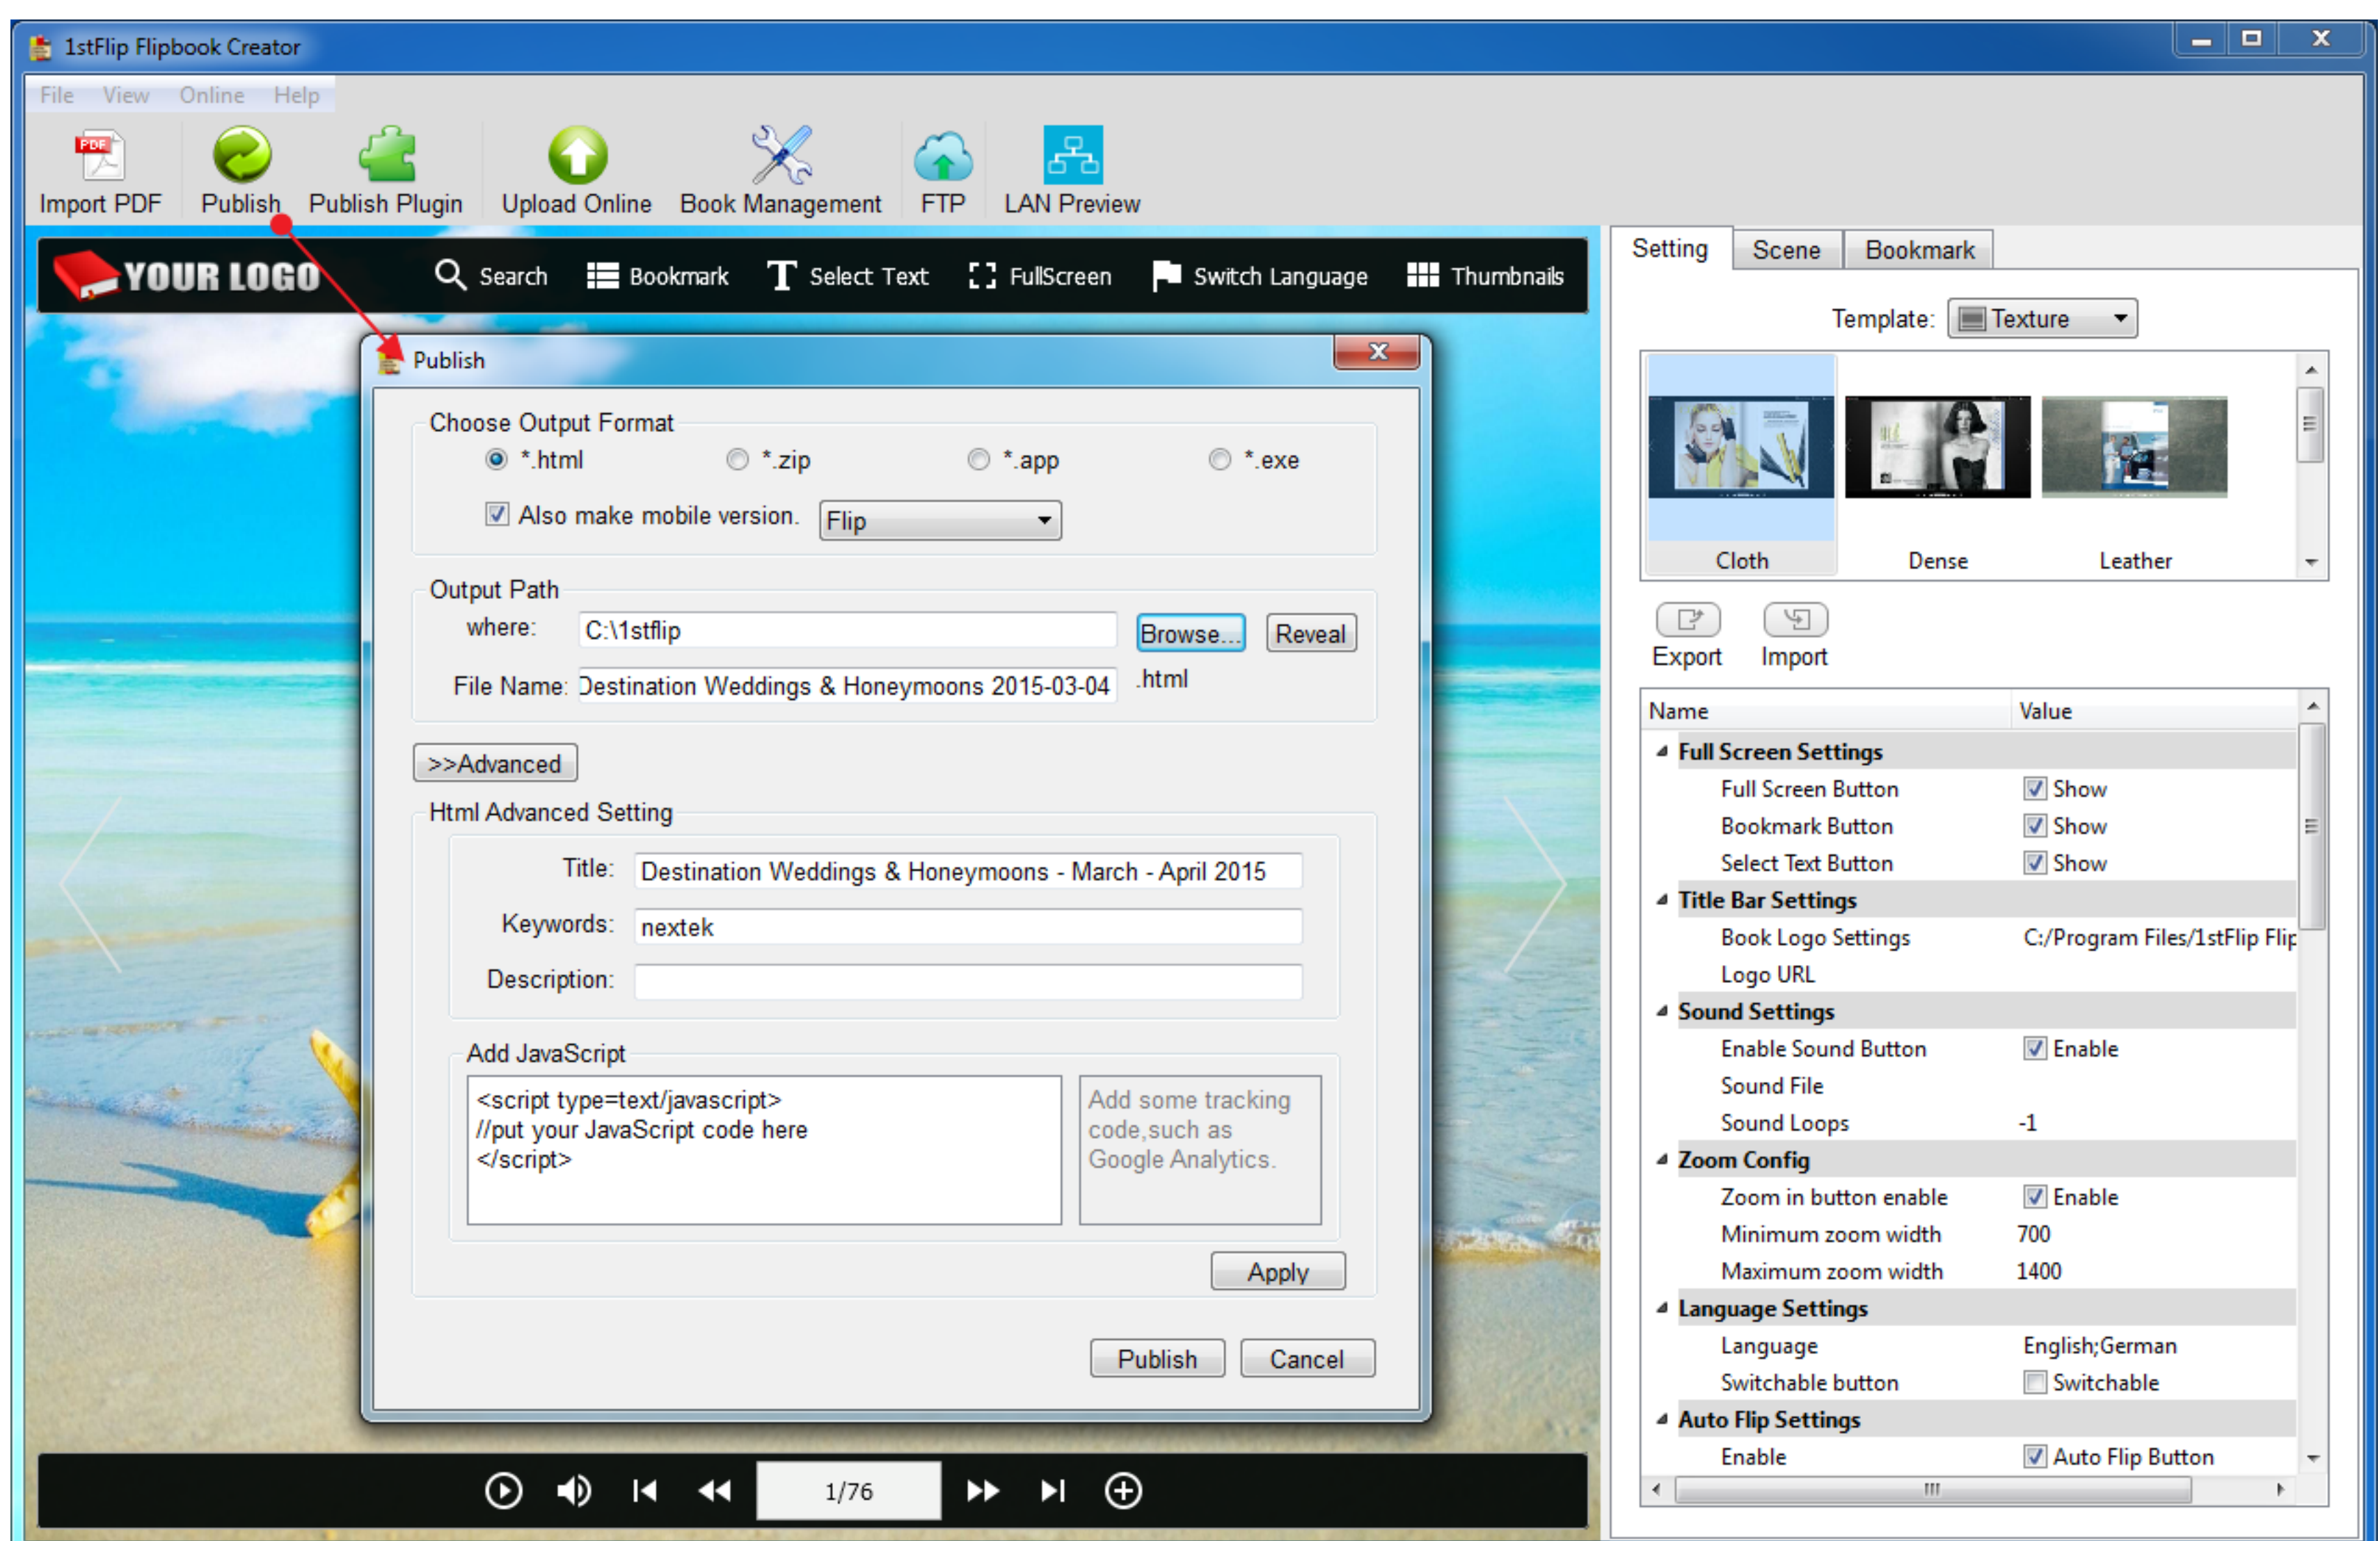 1stFlip Flipbook Creator
File View Online Help
PDF
Import PDF Publish Publish Plugin Upload Online Book Management FTP LAN Preview
YOUR LOGO Search Bookmark Select Text FullScreen Switch Language Thumbnails
Publish
Choose Output Format
*.html *.zip *.app *.exe
Also make mobile version. Flip
Output Path
where: C:\1stflip Browse... Reveal
File Name: Destination Weddings & Honeymoons 2015-03-04 .html
>>Advanced
Html Advanced Setting
Title: Destination Weddings & Honeymoons - March - April 2015
Keywords: nextek
Description:
Add JavaScript
<script type=text/javascript>
//put your JavaScript code here
</script>
Add some tracking
code,such as
Google Analytics.
Apply
Publish Cancel
1/76
Setting Scene Bookmark
Template: Texture
Cloth Dense Leather
Export Import
Name Value
Full Screen Settings
Full Screen Button Show
Bookmark Button Show
Select Text Button Show
Title Bar Settings
Book Logo Settings C:/Program Files/1stFlip Flip
Logo URL
Sound Settings
Enable Sound Button Enable
Sound File
Sound Loops -1
Zoom Config
Zoom in button enable Enable
Minimum zoom width 700
Maximum zoom width 1400
Language Settings
Language English;German
Switchable button Switchable
Auto Flip Settings
Enable Auto Flip Button